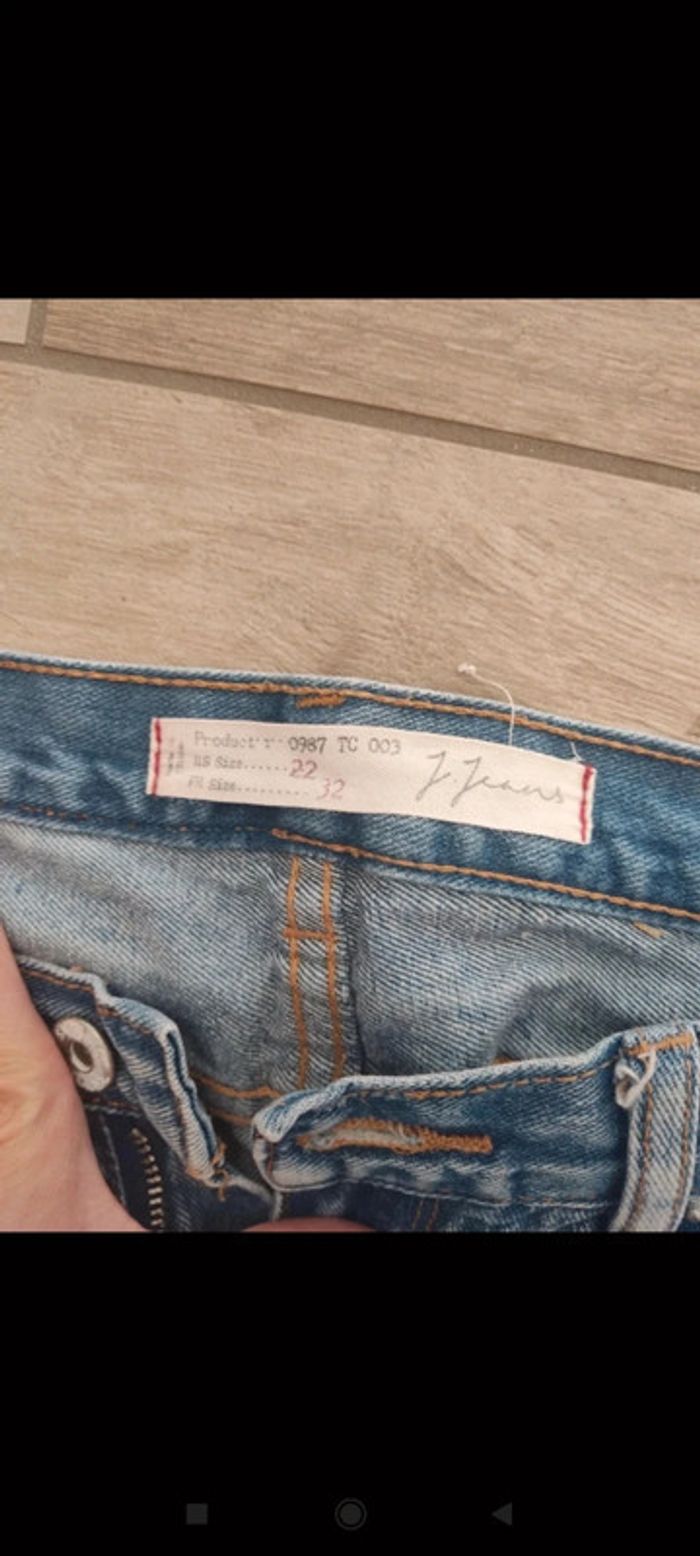 Product 0987 TC 003
US Size......22
FR Size.........32
J.Jeans